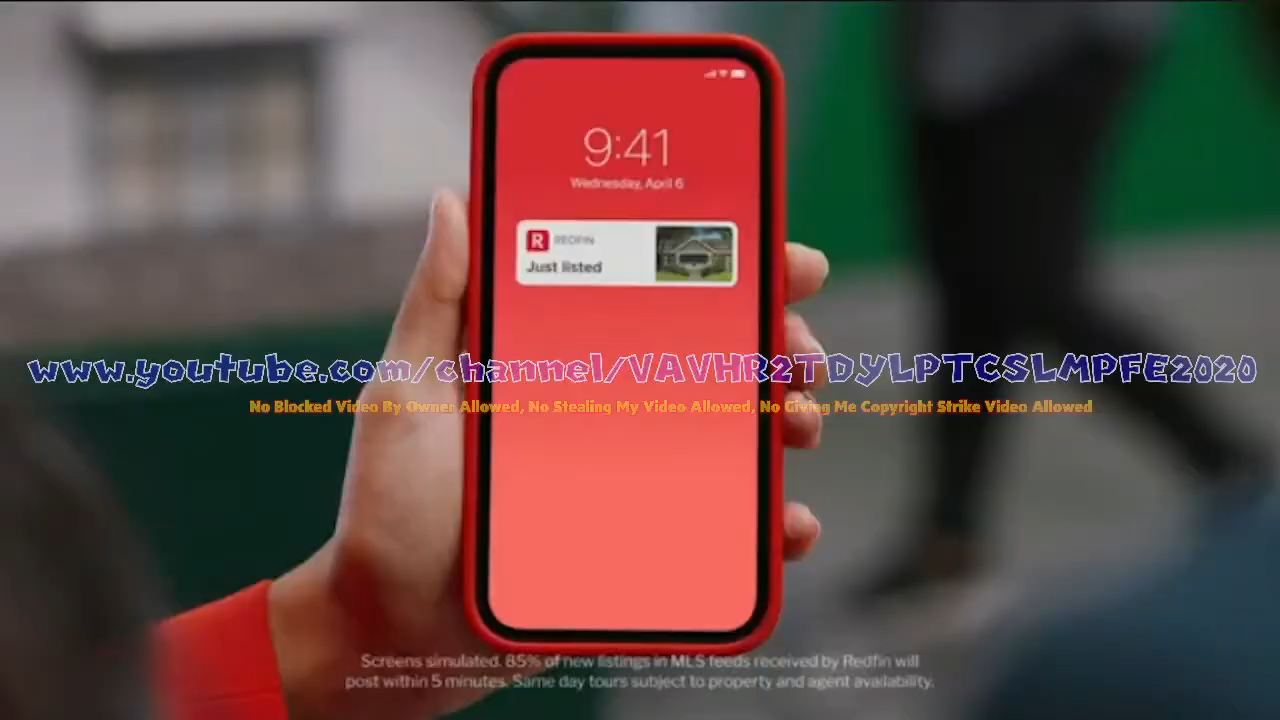 9:41
Wednesday, April 6
R REDFIN
Just listed
www.youtube.com/channel/VAVHR2TDYLPTCSLMPFE2020
No Blocked Video By Owner Allowed, No Stealing My Video Allowed, No Giving Me Copyright Strike Video Allowed
Screens simulated. 85% of new listings in MLS feeds received by Redfin will
post within 5 minutes. Same day tours subject to property and agent availability.